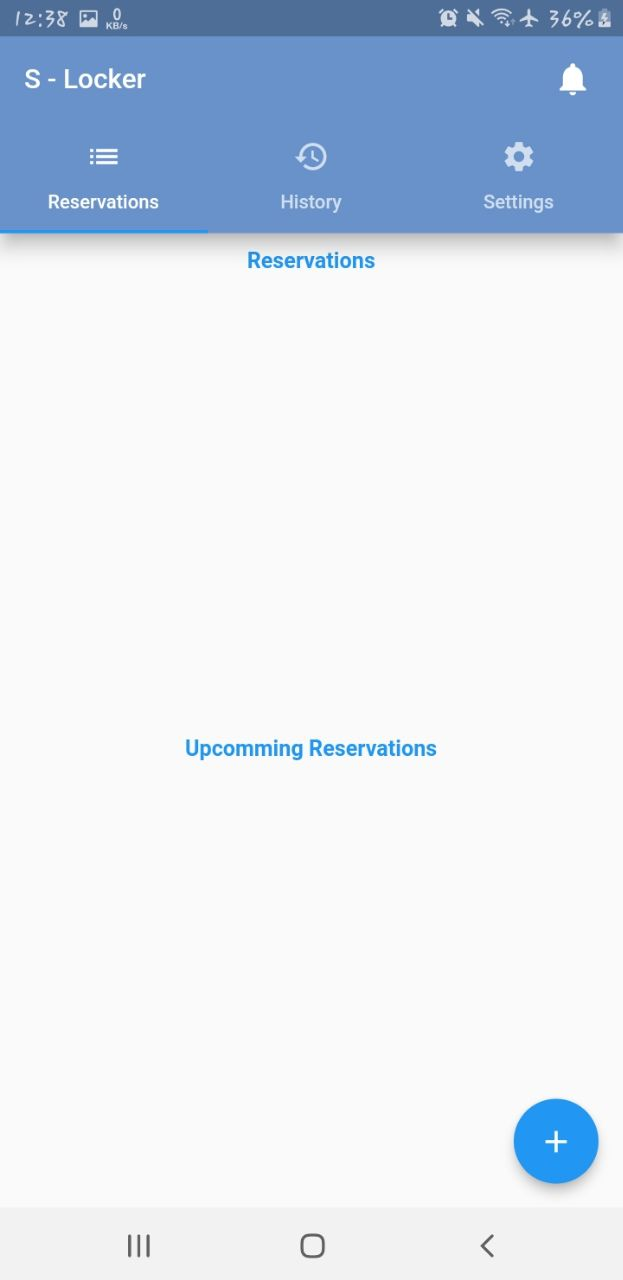 12:38 0 KB/s 36%
S - Locker
Reservations History Settings
Reservations
Upcomming Reservations